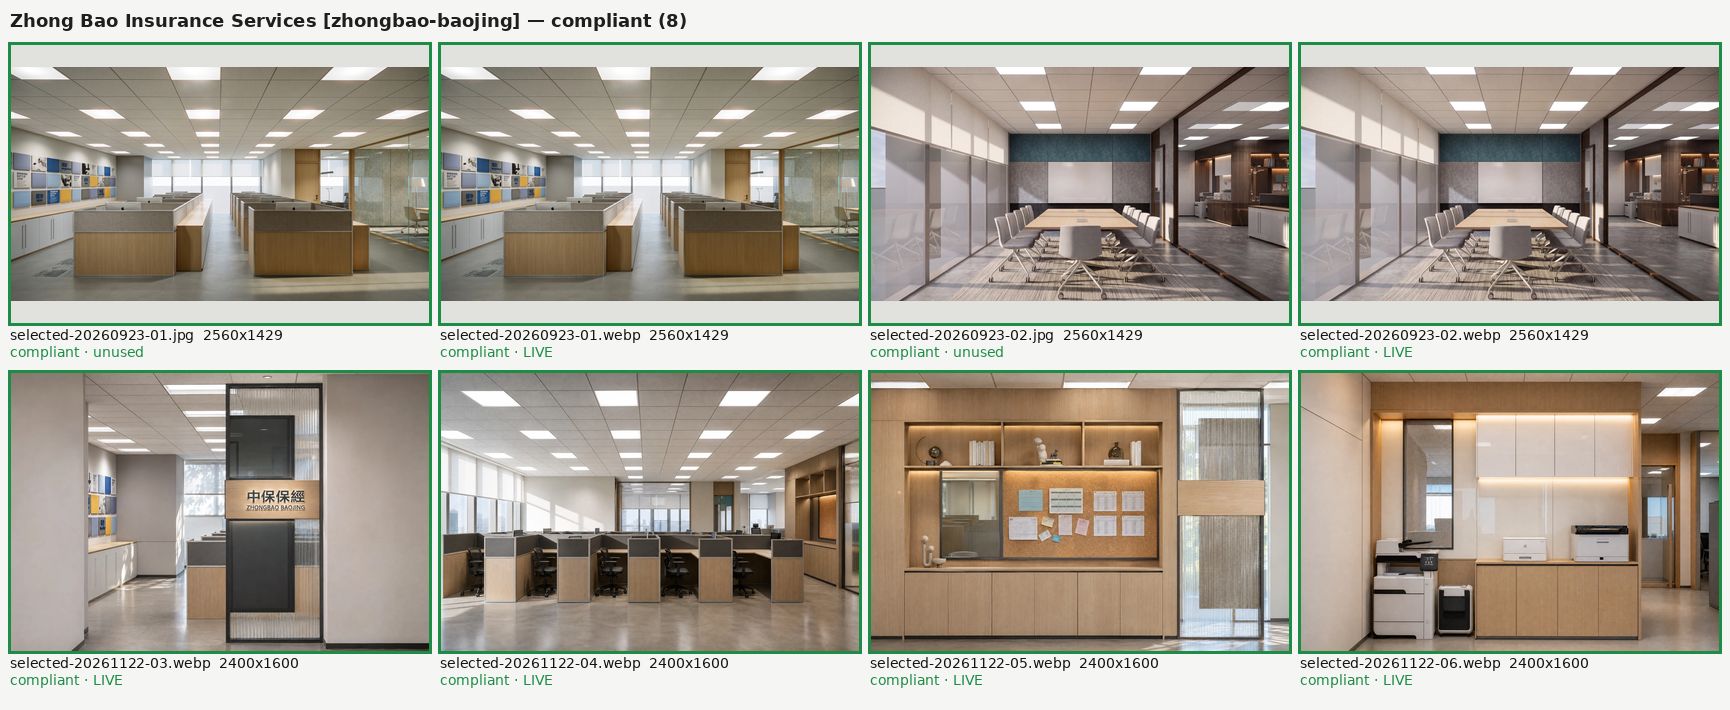 Zhong Bao Insurance Services [zhongbao-baojing] — compliant (8)
selected-20260923-01.jpg 2560x1429
compliant · unused
selected-20260923-01.webp 2560x1429
compliant · LIVE
selected-20260923-02.jpg 2560x1429
compliant · unused
selected-20260923-02.webp 2560x1429
compliant · LIVE
中保保經
ZHONGBAO BAOJING
selected-20261122-03.webp 2400x1600
compliant · LIVE
selected-20261122-04.webp 2400x1600
compliant · LIVE
selected-20261122-05.webp 2400x1600
compliant · LIVE
selected-20261122-06.webp 2400x1600
compliant · LIVE